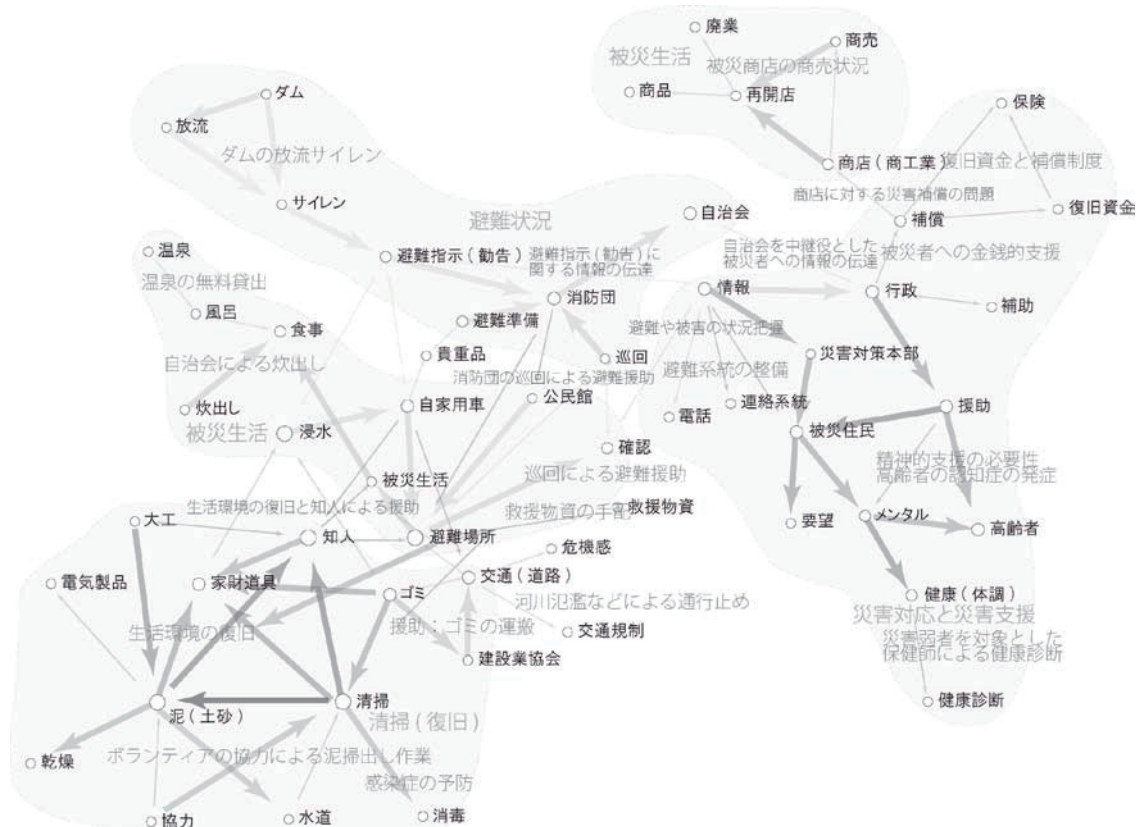 廃業
商売
被災生活
被災商店の商売状況
商品
再開店
保険
ダム
放流
ダムの放流サイレン
商店(商工業)
復旧資金と補償制度
商店に対する災害補償の問題
サイレン
避難状況
自治会
補償
復旧資金
温泉
避難指示(勧告)
避難指示(勧告)に
関する情報の伝達
自治会を中継役とした
被災者への情報の伝達
被災者への金銭的支援
温泉の無料貸出
消防団
情報
行政
補助
風呂
食事
避難準備
避難や被害の状況把握
自治会による炊出し
貴重品
巡回
災害対策本部
消防団の巡回による避難援助
避難系統の整備
炊出し
自家用車
公民館
電話
連絡系統
援助
被災生活
浸水
被災住民
確認
精神的支援の必要性
高齢者の認知症の発症
巡回による避難援助
被災生活
生活環境の復旧と知人による援助
救援物資の手配
救援物資
大工
知人
避難場所
要望
メンタル
高齢者
危機感
電気製品
家財道具
ゴミ
交通(道路)
河川氾濫などによる通行止め
健康(体調)
災害対応と災害支援
生活環境の復旧
援助:ゴミの運搬
交通規制
災害弱者を対象とした
保健師による健康診断
建設業協会
泥(土砂)
清掃
清掃(復旧)
健康診断
乾燥
ボランティアの協力による泥掃出し作業
感染症の予防
協力
水道
消毒